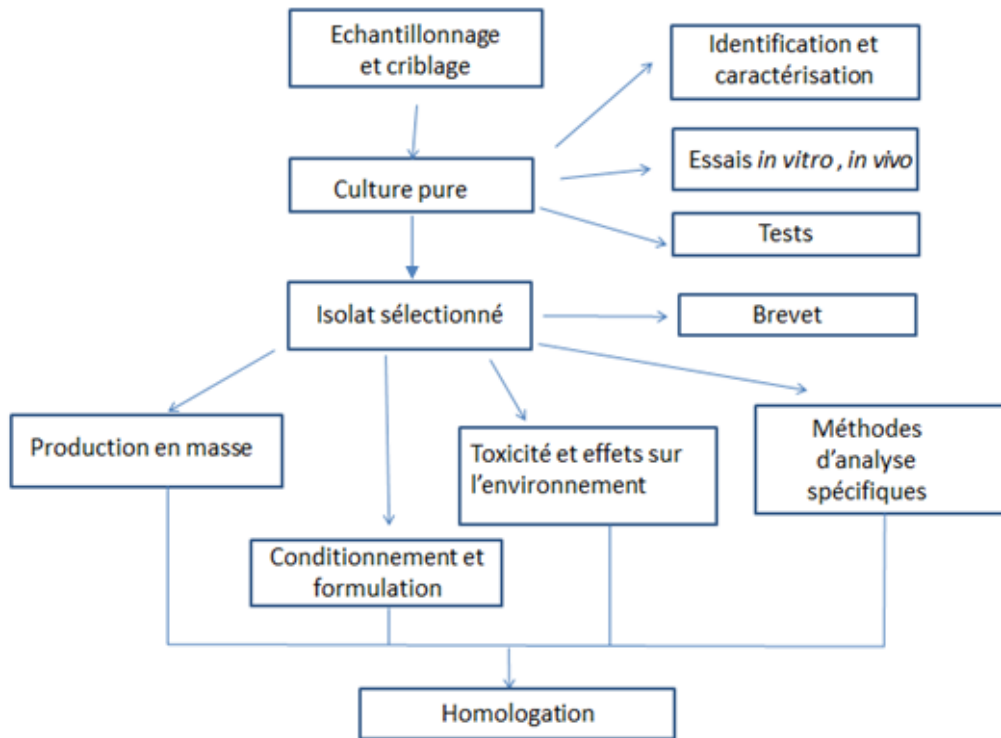 Echantillonnage
et criblage
Identification et
caractérisation
Culture pure
Essais in vitro , in vivo
Tests
Isolat sélectionné
Brevet
Production en masse
Toxicité et effets sur
l'environnement
Méthodes
d'analyse
spécifiques
Conditionnement et
formulation
Homologation